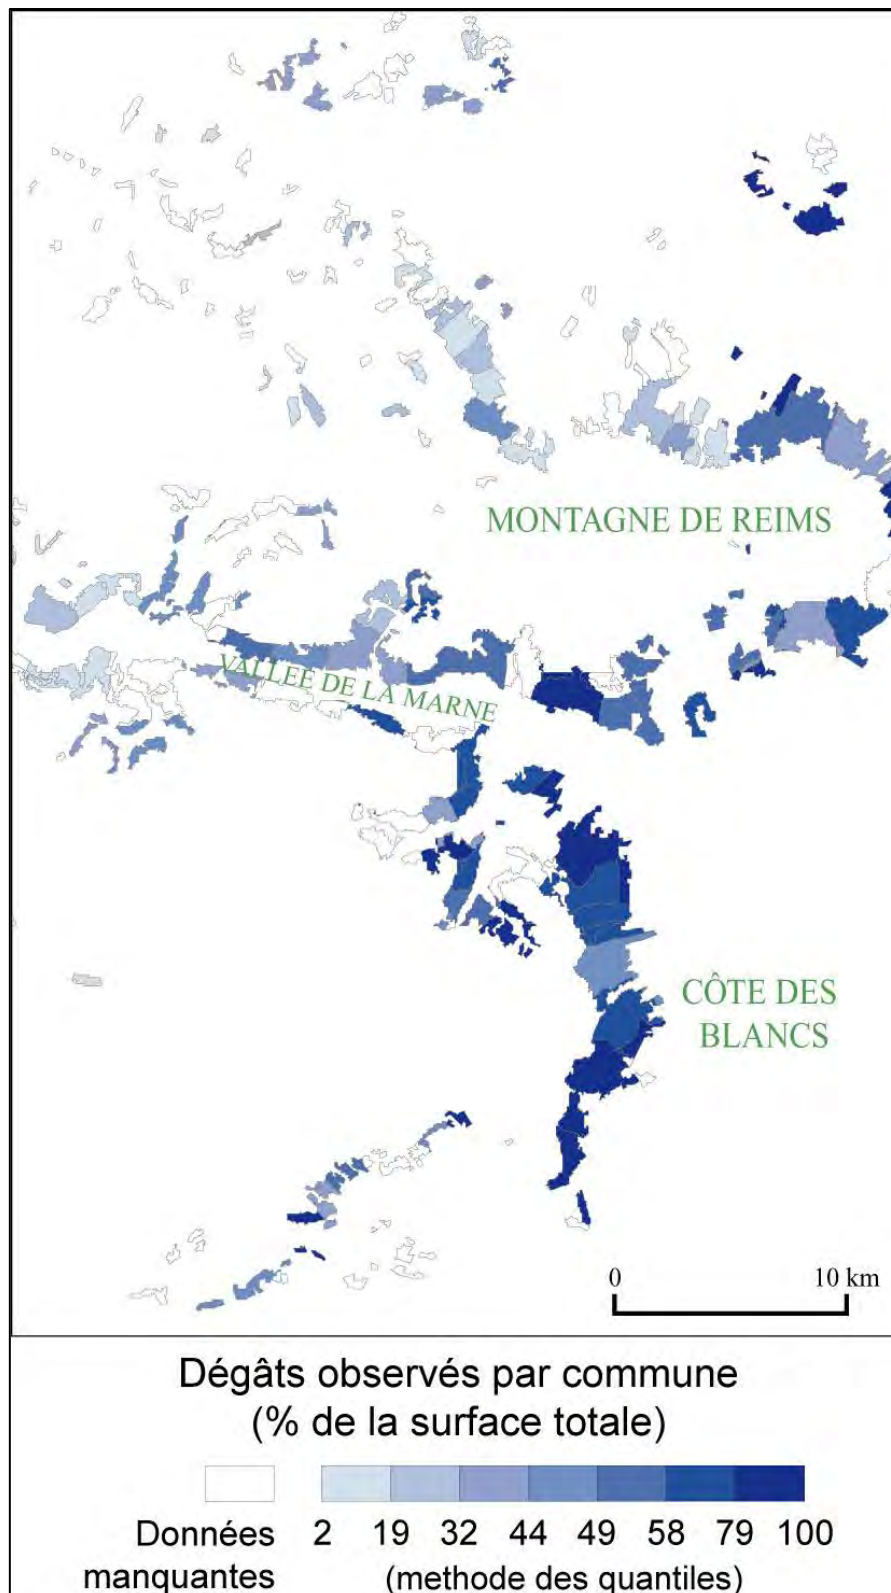 MONTAGNE DE REIMS
VALLEE DE LA MARNE
CÔTE DES
BLANCS
0 10 km
Dégâts observés par commune
(% de la surface totale)
Données
manquantes
2 19 32 44 49 58 79 100
(methode des quantiles)